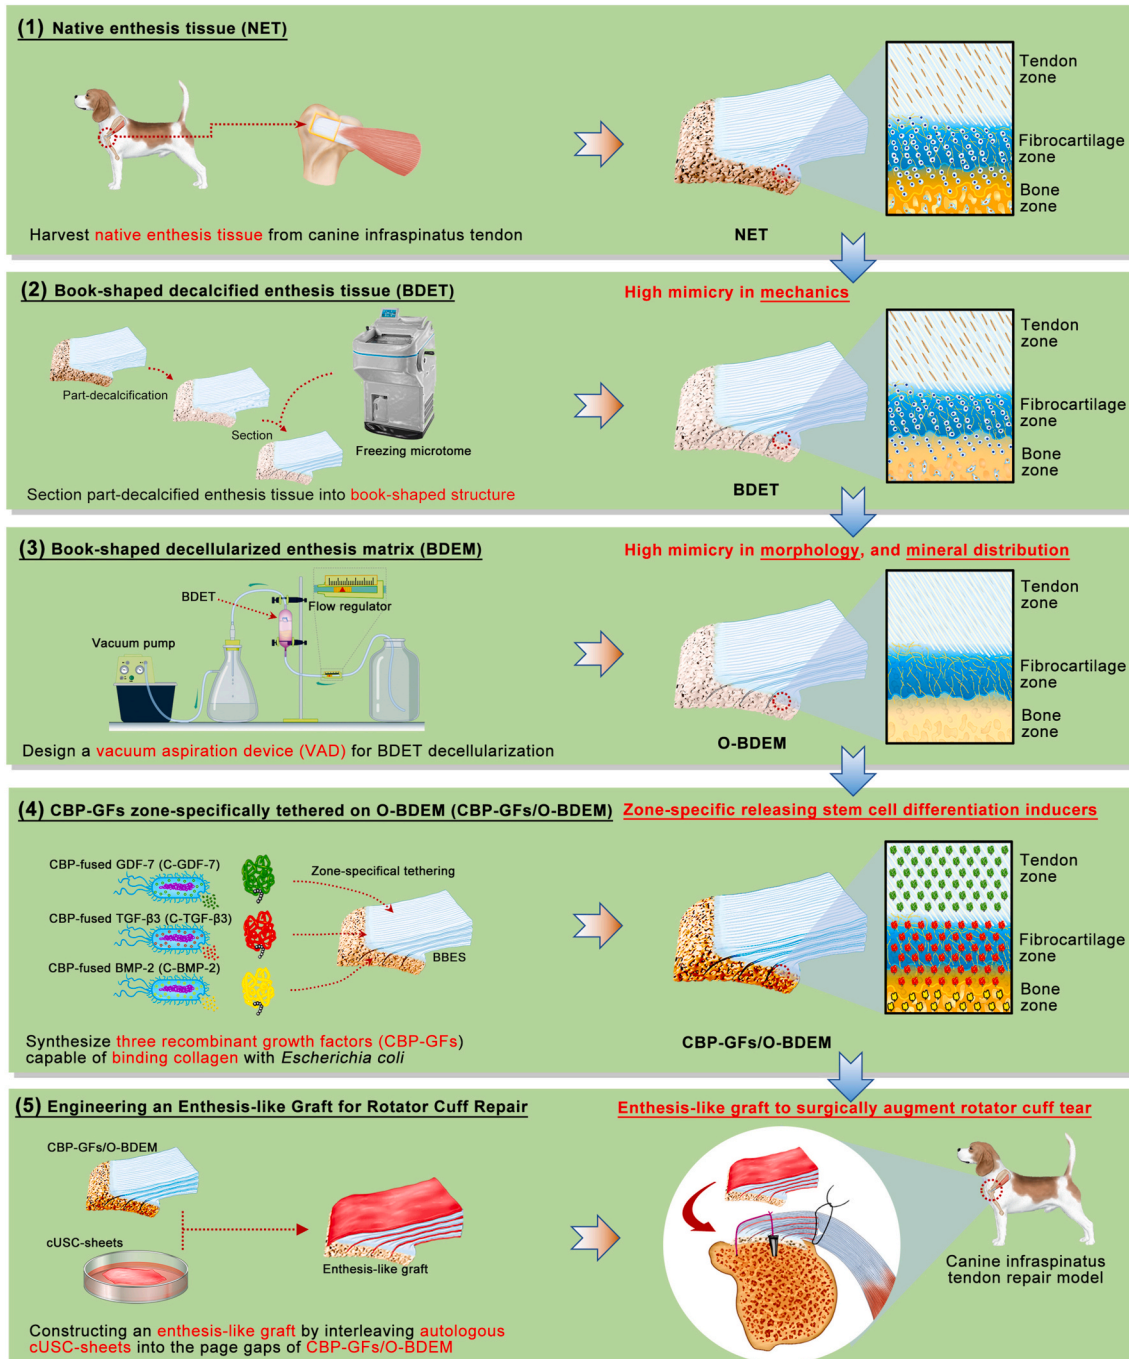 (1) Native enthesis tissue (NET)
Tendon
zone
Fibrocartilage
zone
Bone
zone
Harvest native enthesis tissue from canine infraspinatus tendon
NET
(2) Book-shaped decalcified enthesis tissue (BDET)
High mimicry in mechanics
Part-decalcification
Section
Freezing microtome
Tendon
zone
Fibrocartilage
zone
Bone
zone
Section part-decalcified enthesis tissue into book-shaped structure
BDET
(3) Book-shaped decellularized enthesis matrix (BDEM)
High mimicry in morphology, and mineral distribution
BDET
Flow regulator
Vacuum pump
Tendon
zone
Fibrocartilage
zone
Bone
zone
Design a vacuum aspiration device (VAD) for BDET decellularization
O-BDEM
(4) CBP-GFs zone-specifically tethered on O-BDEM (CBP-GFs/O-BDEM)
Zone-specific releasing stem cell differentiation inducers
CBP-fused GDF-7 (C-GDF-7)
Zone-specifical tethering
CBP-fused TGF-β3 (C-TGF-β3)
BBES
CBP-fused BMP-2 (C-BMP-2)
Tendon
zone
Fibrocartilage
zone
Bone
zone
Synthesize three recombinant growth factors (CBP-GFs)
capable of binding collagen with Escherichia coli
CBP-GFs/O-BDEM
(5) Engineering an Enthesis-like Graft for Rotator Cuff Repair
Enthesis-like graft to surgically augment rotator cuff tear
CBP-GFs/O-BDEM
cUSC-sheets
Enthesis-like graft
Canine infraspinatus
tendon repair model
Constructing an enthesis-like graft by interleaving autologous
cUSC-sheets into the page gaps of CBP-GFs/O-BDEM